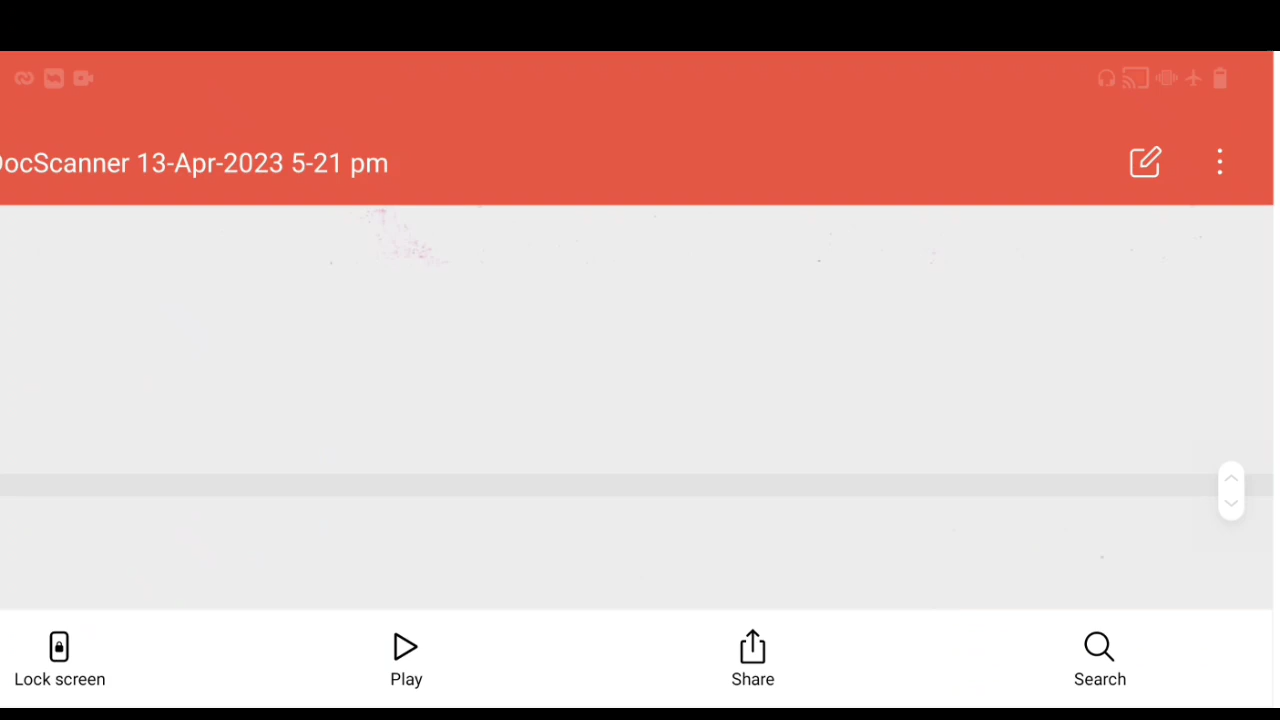 ocScanner 13-Apr-2023 5-21 pm
Lock screen
Play
Share
Search